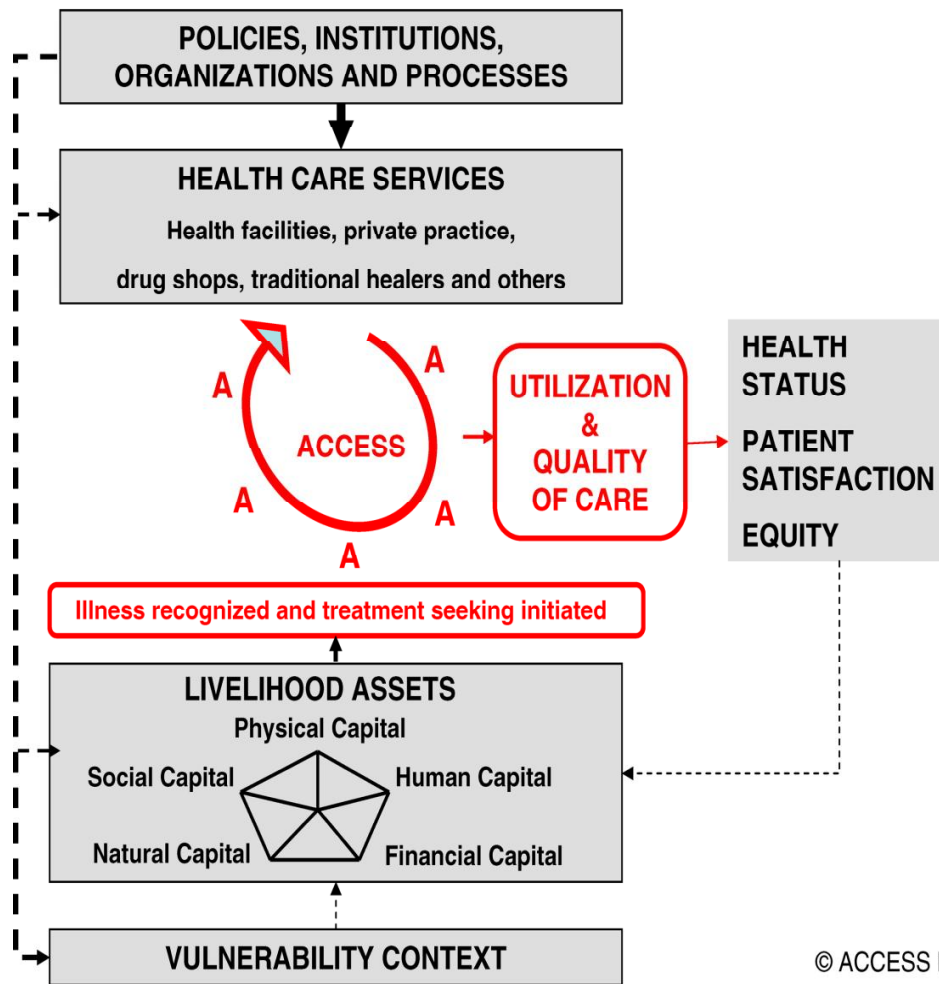 POLICIES, INSTITUTIONS,
ORGANIZATIONS AND PROCESSES
HEALTH CARE SERVICES
Health facilities, private practice,
drug shops, traditional healers and others
A
A
ACCESS
A
A
A
UTILIZATION
&
QUALITY
OF CARE
HEALTH
STATUS
PATIENT
SATISFACTION
EQUITY
Illness recognized and treatment seeking initiated
LIVELIHOOD ASSETS
Physical Capital
Social Capital
Human Capital
Natural Capital
Financial Capital
VULNERABILITY CONTEXT
© ACCESS